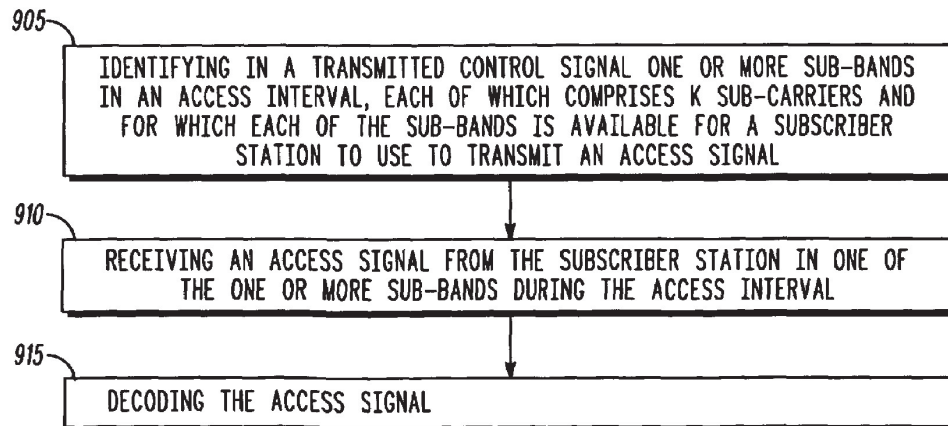 905
IDENTIFYING IN A TRANSMITTED CONTROL SIGNAL ONE OR MORE SUB-BANDS
IN AN ACCESS INTERVAL, EACH OF WHICH COMPRISES K SUB-CARRIERS AND
FOR WHICH EACH OF THE SUB-BANDS IS AVAILABLE FOR A SUBSCRIBER
STATION TO USE TO TRANSMIT AN ACCESS SIGNAL
910
RECEIVING AN ACCESS SIGNAL FROM THE SUBSCRIBER STATION IN ONE OF
THE ONE OR MORE SUB-BANDS DURING THE ACCESS INTERVAL
915
DECODING THE ACCESS SIGNAL